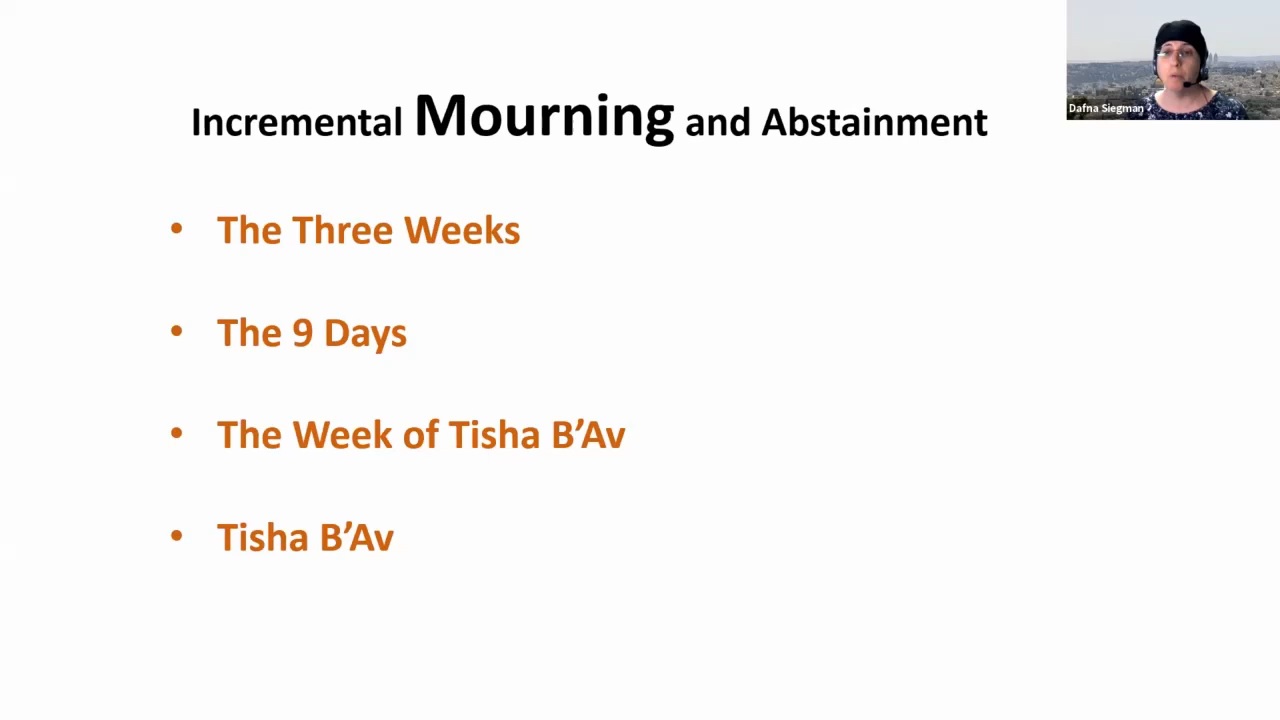 Incremental Mourning and Abstainment
Dafna Siegman
• The Three Weeks
• The 9 Days
• The Week of Tisha B’Av
• Tisha B’Av